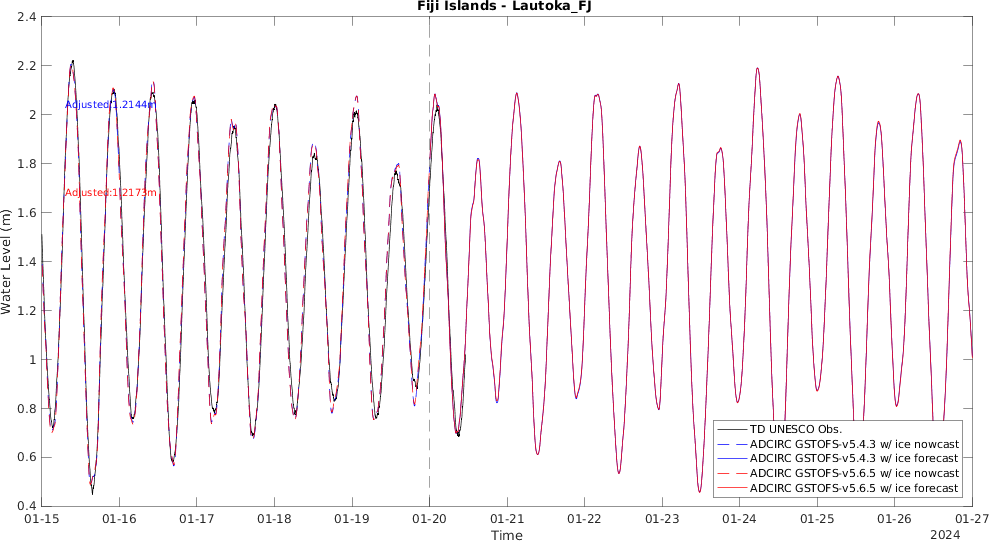 Fiji Islands - Lautoka_FJ
2.4
2.2
2
1.8
1.6
1.4
1.2
1
0.8
0.6
0.4
Water Level (m)
Adjusted:1.2144m
Adjusted:1.2173m
TD UNESCO Obs.
ADCIRC GSTOFS-v5.4.3 w/ ice nowcast
ADCIRC GSTOFS-v5.4.3 w/ ice forecast
ADCIRC GSTOFS-v5.6.5 w/ ice nowcast
ADCIRC GSTOFS-v5.6.5 w/ ice forecast
01-15 01-16 01-17 01-18 01-19 01-20 01-21 01-22 01-23 01-24 01-25 01-26 01-27
Time
2024